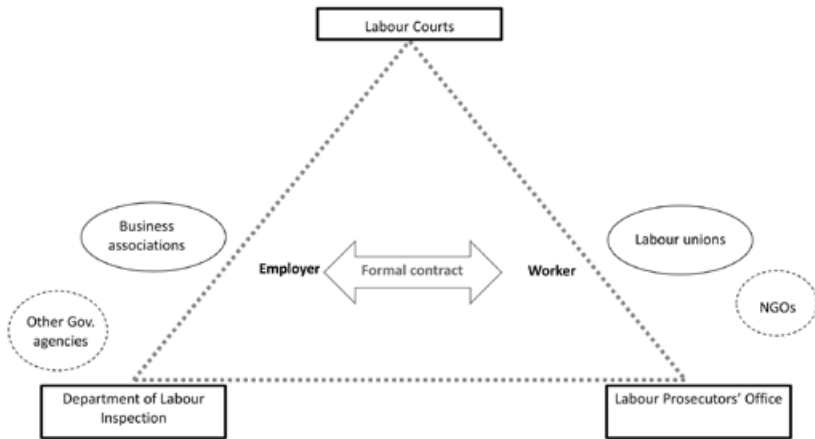 Labour Courts
Business
associations
Labour unions
Employer
Formal contract
Worker
Other Gov.
agencies
NGOs
Department of Labour
Inspection
Labour Prosecutors' Office